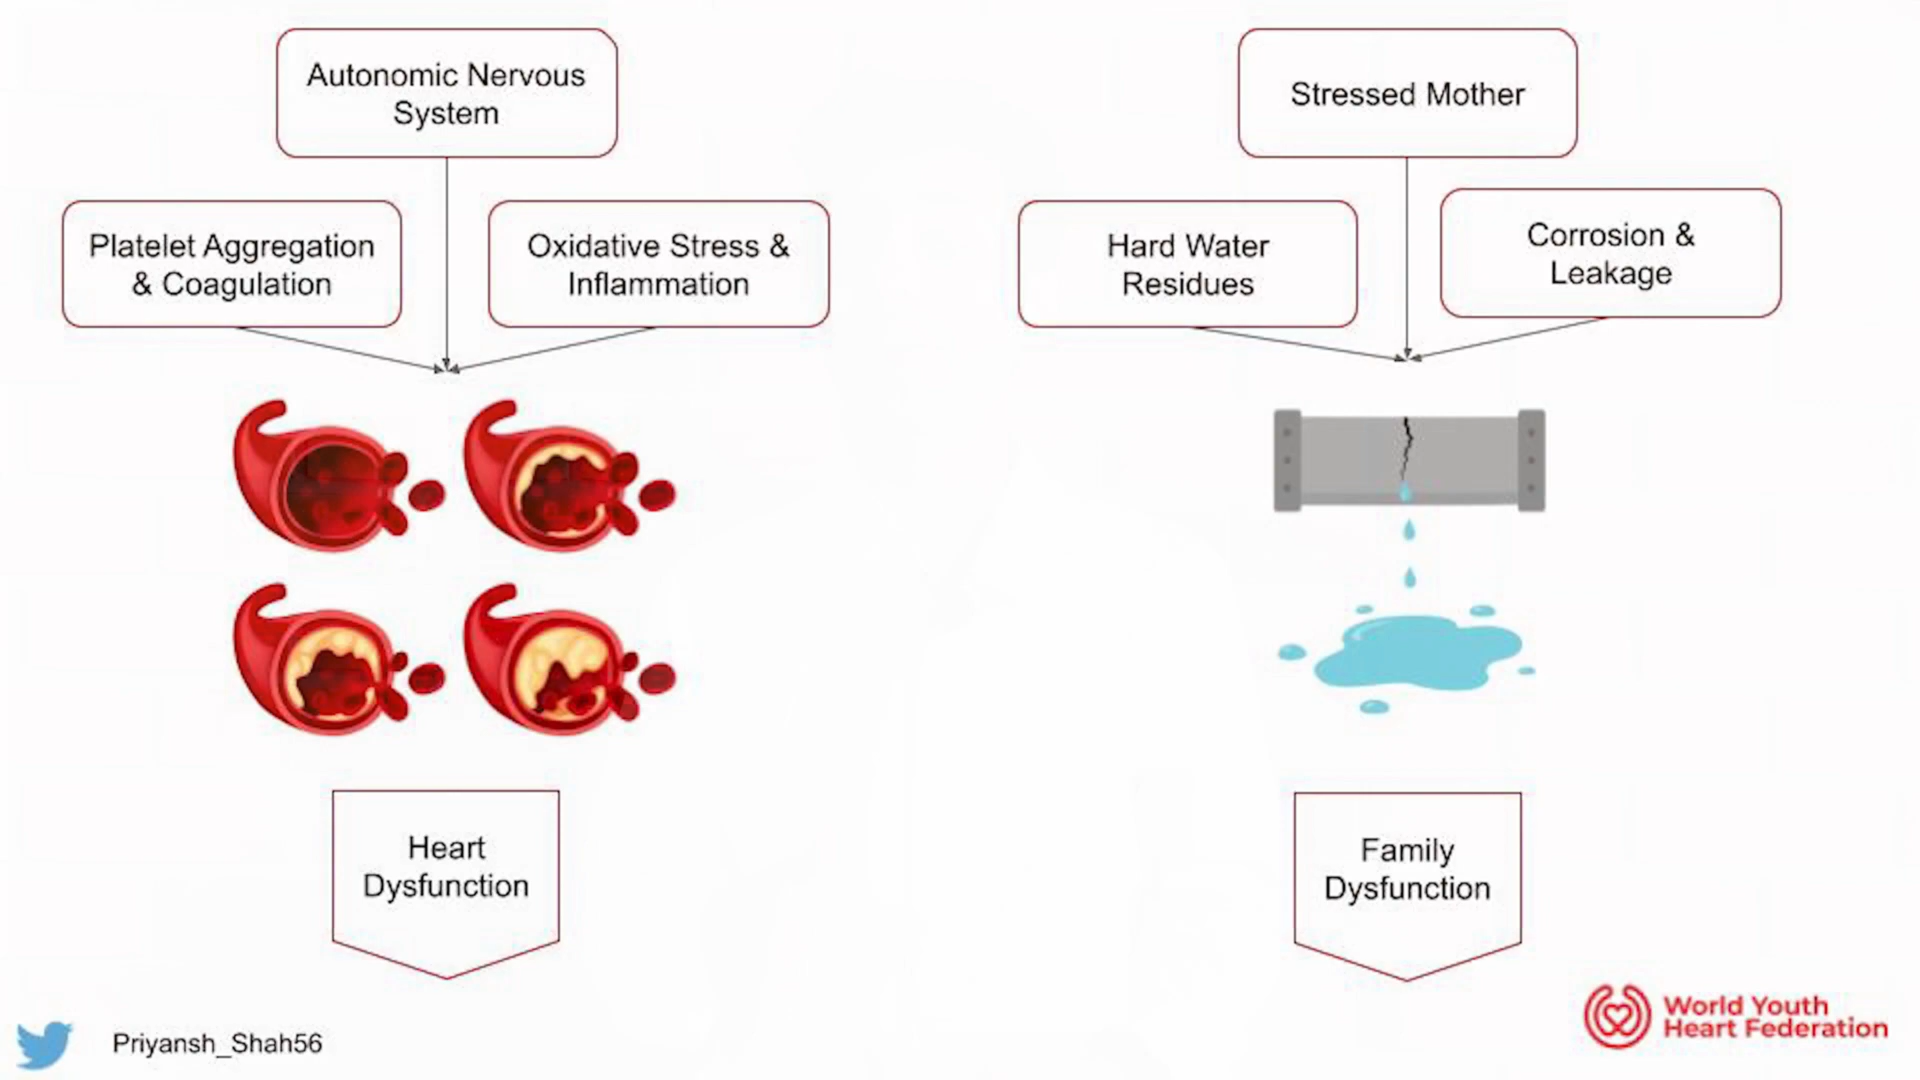 Autonomic Nervous
System
Platelet Aggregation
& Coagulation
Oxidative Stress &
Inflammation
Heart
Dysfunction
Stressed Mother
Hard Water
Residues
Corrosion &
Leakage
Family
Dysfunction
Priyansh_Shah56
World Youth
Heart Federation